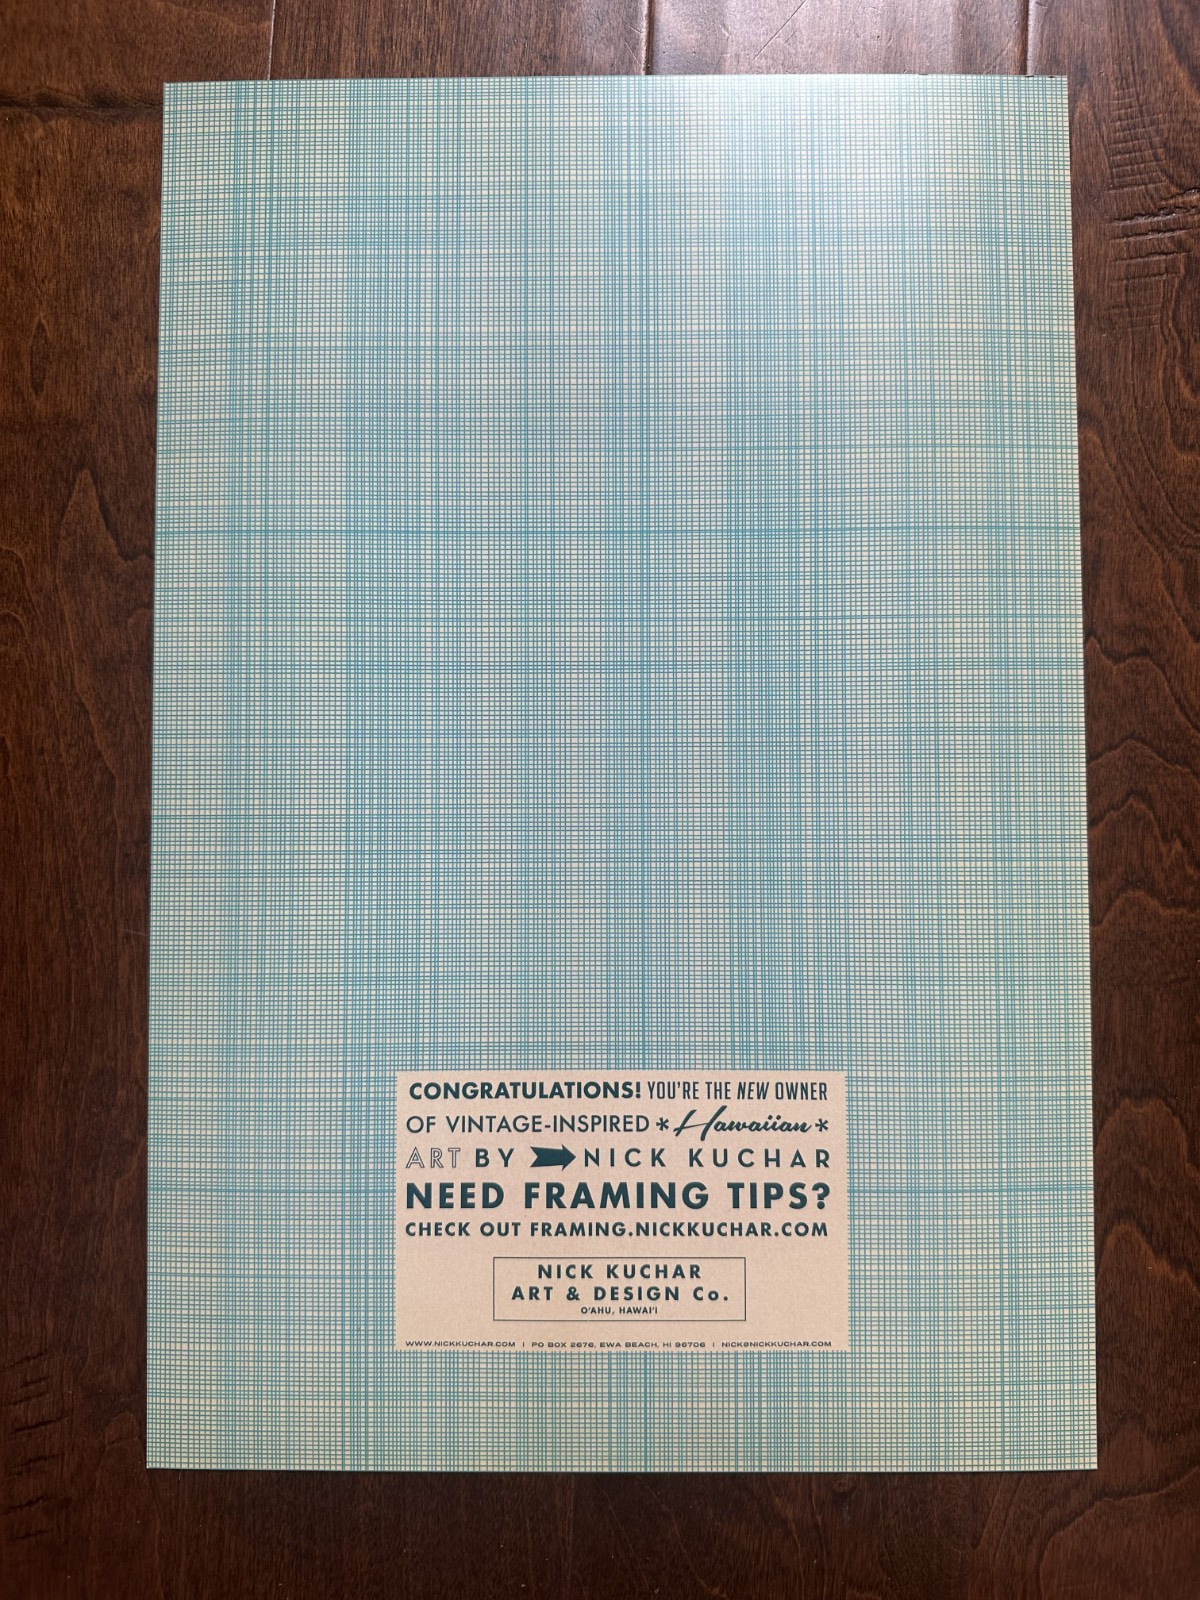 CONGRATULATIONS! YOU'RE THE NEW OWNER
OF VINTAGE-INSPIRED * Hawaiian *
ART BY NICK KUCHAR
NEED FRAMING TIPS?
CHECK OUT FRAMING.NICKKUCHAR.COM
NICK KUCHAR
ART & DESIGN Co.
O'AHU, HAWAI'I
WWW.NICKKUCHAR.COM | PO BOX 2676, EWA BEACH, HI 96706 | NICK@NICKKUCHAR.COM